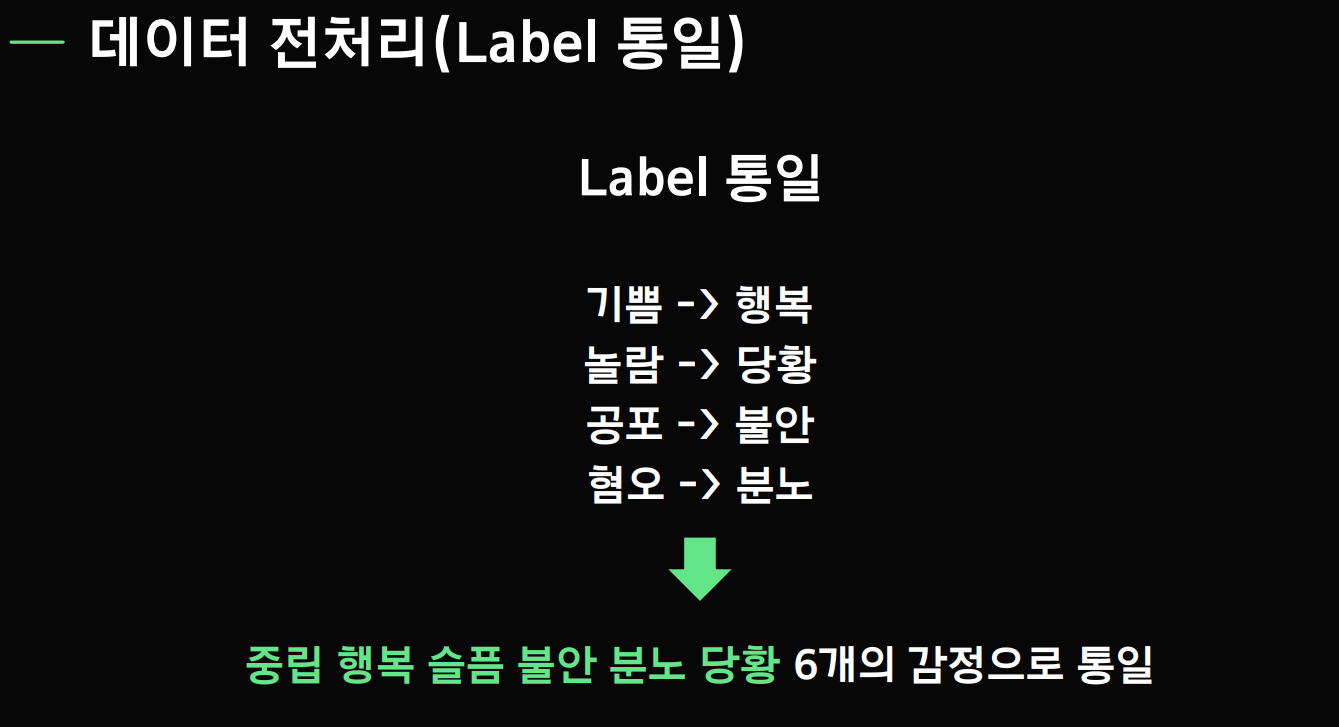 데이터 전처리(Label 통일)
Label 통일
기쁨 -> 행복
놀람 -> 당황
공포 -> 불안
혐오 -> 분노
중립 행복 슬픔 불안 분노 당황 6개의 감정으로 통일